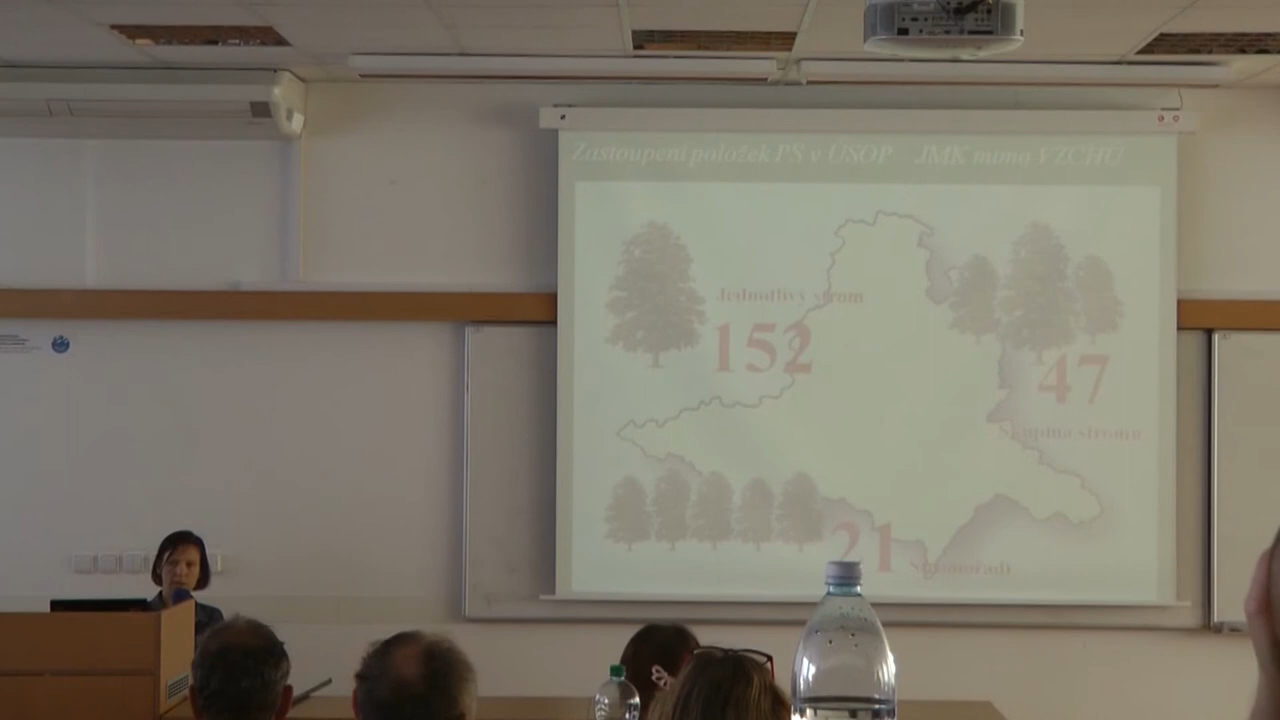 Zastoupení položek PS v ÚSOP – JMK mimo VZCHÚ
Jednotlivý strom
152
47
Skupina stromů
21
Stromořadí